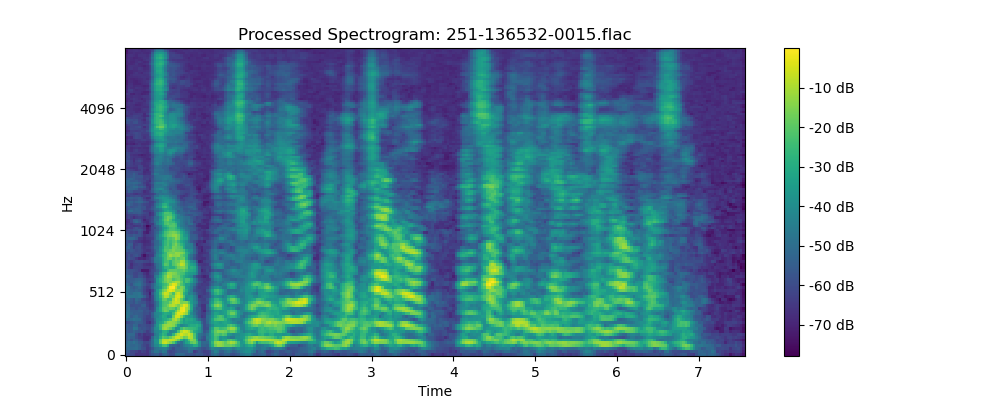 Processed Spectrogram: 251-136532-0015.flac
Hz
4096
2048
1024
512
0
0 1 2 3 4 5 6 7
Time
-10 dB
-20 dB
-30 dB
-40 dB
-50 dB
-60 dB
-70 dB